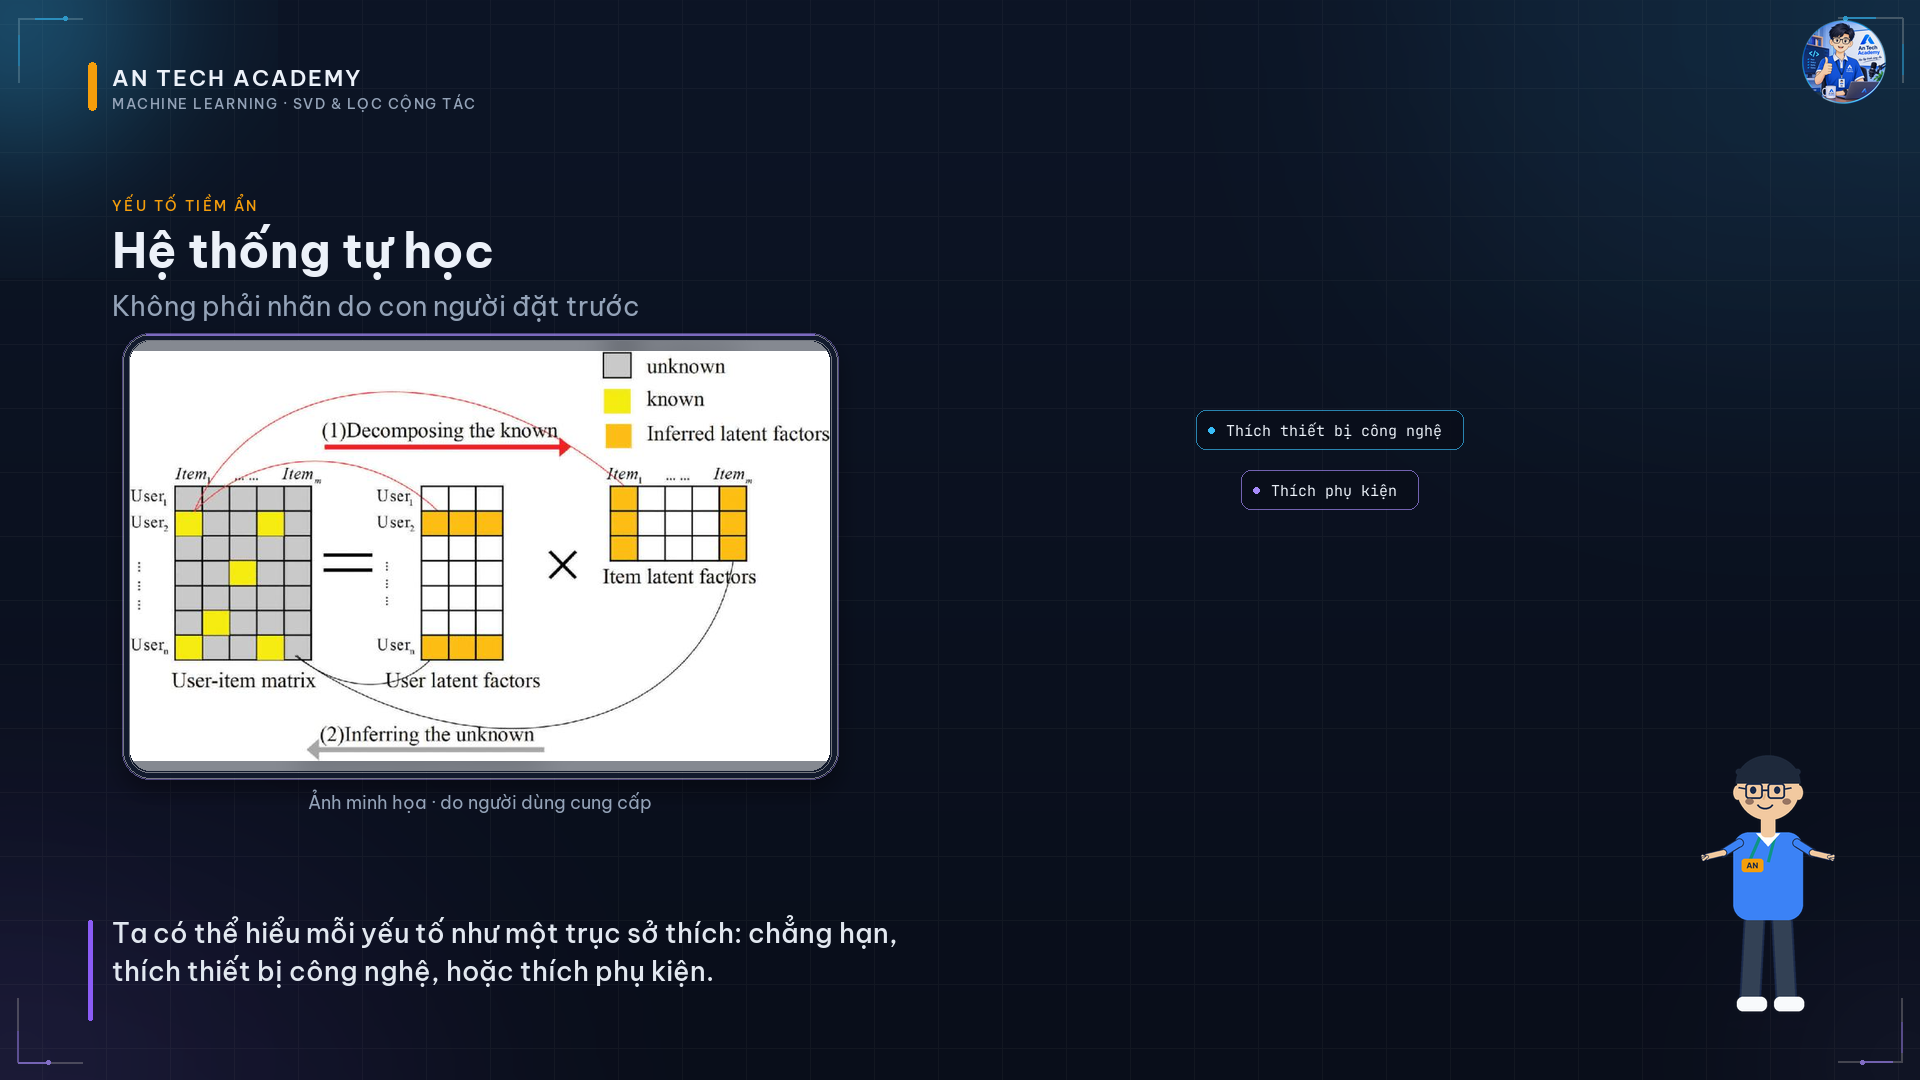 AN TECH ACADEMY
MACHINE LEARNING · SVD & LỌC CỘNG TÁC
An Tech
Academy
YẾU TỐ TIỀM ẨN
Hệ thống tự học
Không phải nhãn do con người đặt trước
unknown
known
Inferred latent factors
(1)Decomposing the known
Item1 ... ... Itemm
Item1 ... ... Itemm
User1
User2
Usern
User1
User2
Usern
=
×
Item latent factors
User-item matrix
User latent factors
(2)Inferring the unknown
Ảnh minh họa · do người dùng cung cấp
Thích thiết bị công nghệ
Thích phụ kiện
AN
Ta có thể hiểu mỗi yếu tố như một trục sở thích: chẳng hạn,
thích thiết bị công nghệ, hoặc thích phụ kiện.